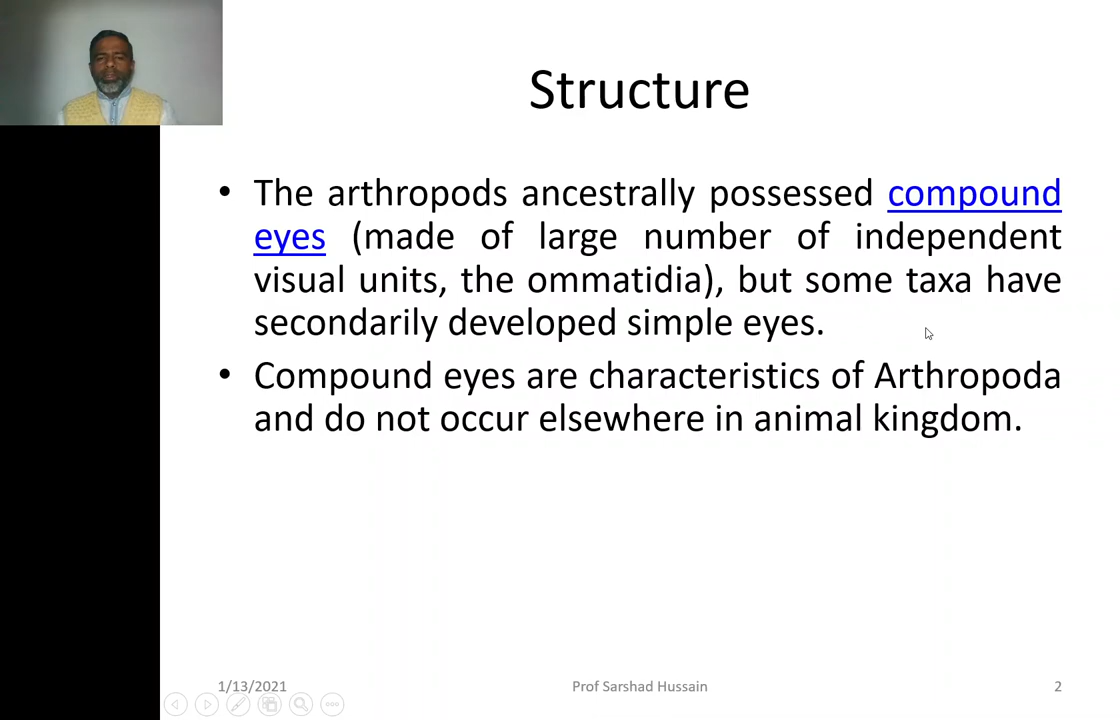 Structure
• The arthropods ancestrally possessed compound
eyes (made of large number of independent
visual units, the ommatidia), but some taxa have
secondarily developed simple eyes.
• Compound eyes are characteristics of Arthropoda
and do not occur elsewhere in animal kingdom.
1/13/2021
Prof Sarshad Hussain
2